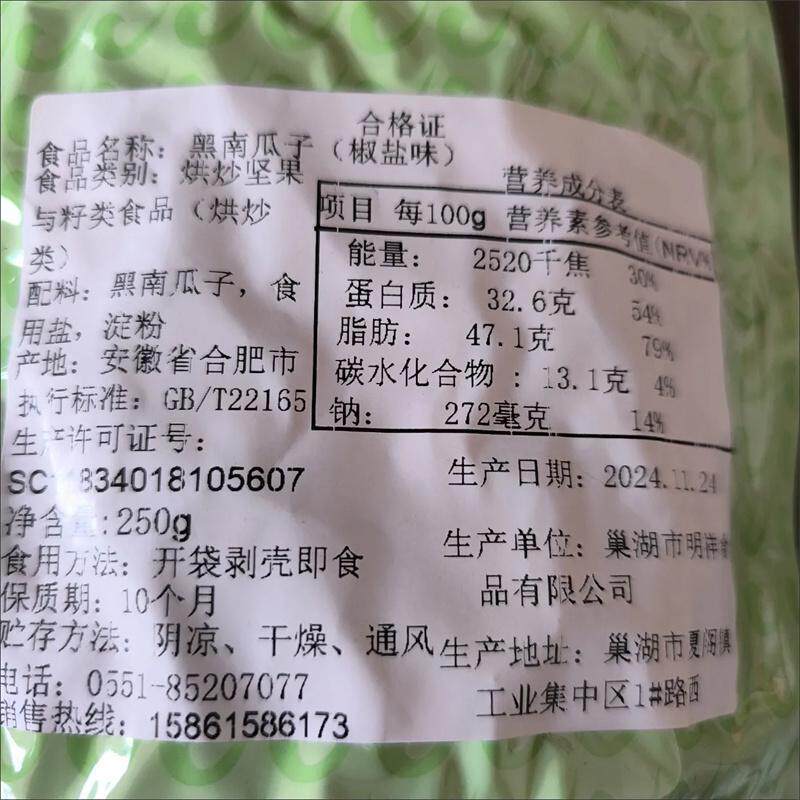 合格证
食品名称：黑南瓜子（椒盐味）
食品类别：烘炒坚果
与籽类食品（烘炒
类）
配料：黑南瓜子，食
用盐，淀粉
产地：安徽省合肥市
执行标准：GB/T22165
生产许可证号：
34018105607
净含量:250g
食用方法：开袋剥壳即食
保质期：10个月
贮存方法：阴凉、干燥、通风
电话：0551-85207077
销售热线：15861586173
营养成分表
项目 每100g 营养素参考值(NRV%
能量： 2520千焦 30%
蛋白质： 32.6克 54%
脂肪： 47.1克 79%
碳水化合物：13.1克 4%
钠： 272毫克 14%
生产日期：2024.11.24
生产单位：巢湖市明祥食
品有限公司
生产地址：巢湖市夏阁镇
工业集中区1#路西